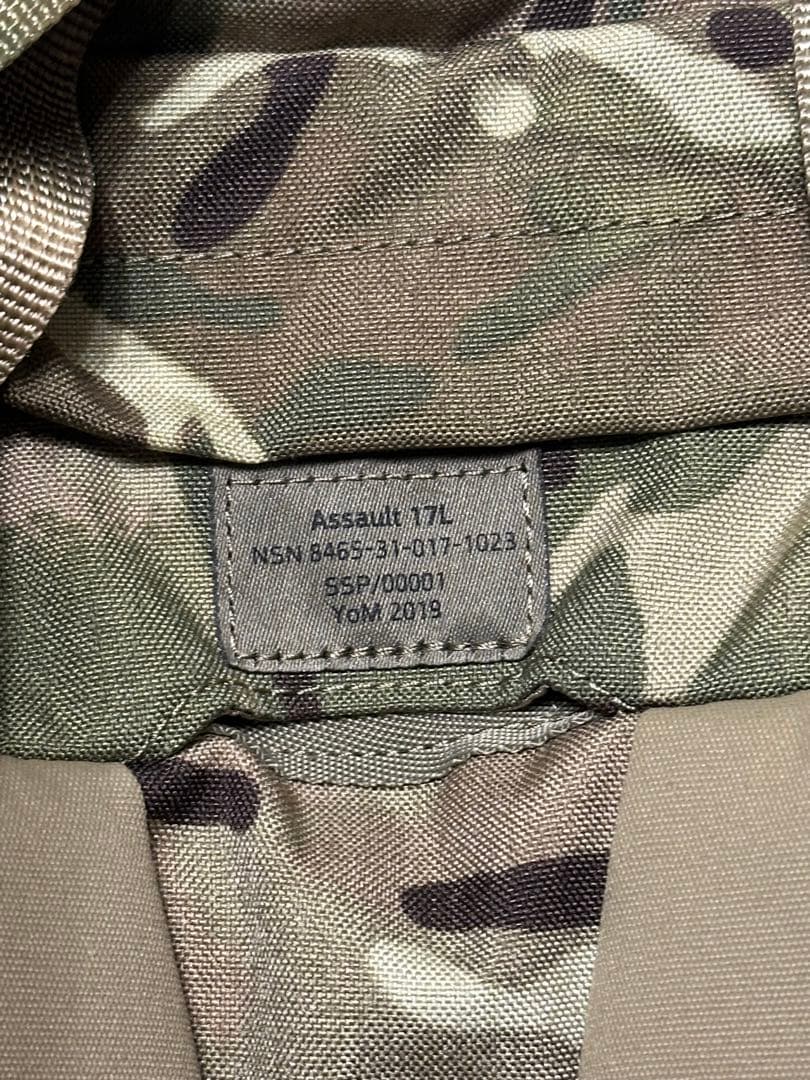 Assault 17L
NSN 8465-31-017-1023
SSP/00001
YoM 2019